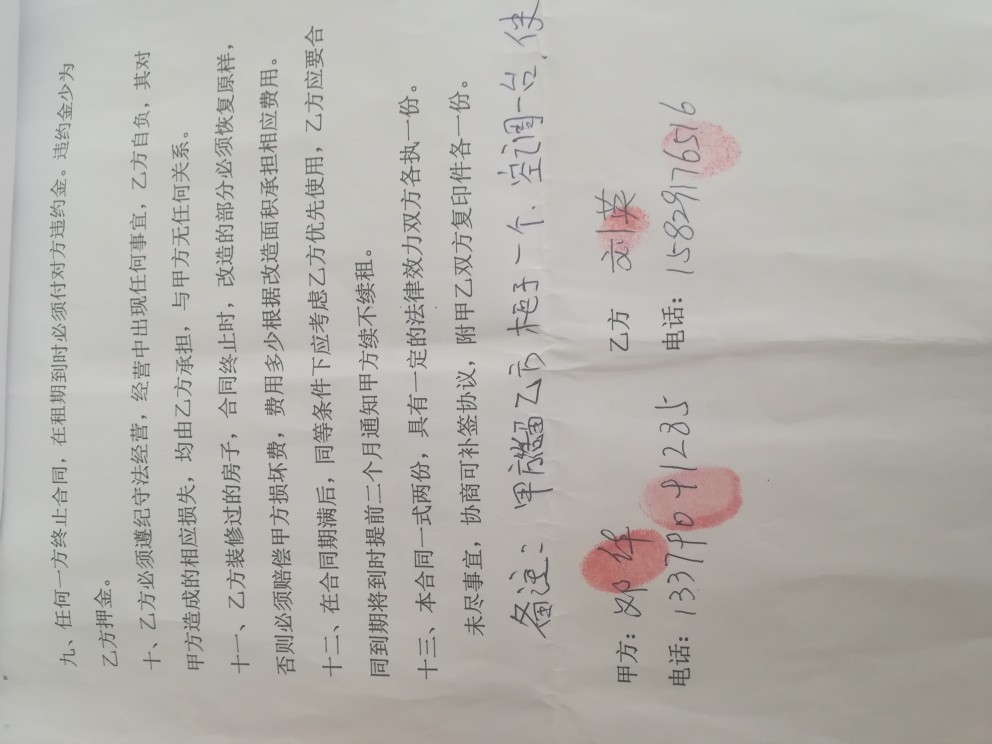 九、任何一方终止合同，在租期到时必须付对方违约金。违约金少为
乙方押金。
十、乙方必须遵纪守法经营，经营中出现任何事宜，乙方自负，其对
甲方造成的相应损失，均由乙方承担，与甲方无任何关系。
十一、乙方装修过的房子，合同终止时，改造的部分必须恢复原样，
否则必须赔偿甲方损坏费，费用多少根据改造面积承担相应费用。
十二、在合同期满后，同等条件下应考虑乙方优先使用，乙方应要合
同到期将到时提前二个月通知甲方续不续租。
十三、本合同一式两份，具有一定的法律效力双方各执一份。
未尽事宜，协商可补签协议，附甲乙双方复印件各一份。
备注：甲方留乙方柜子一个、空调一台，
甲方：邓华 乙方 刘英
电话：13379041235 电话：15829176516